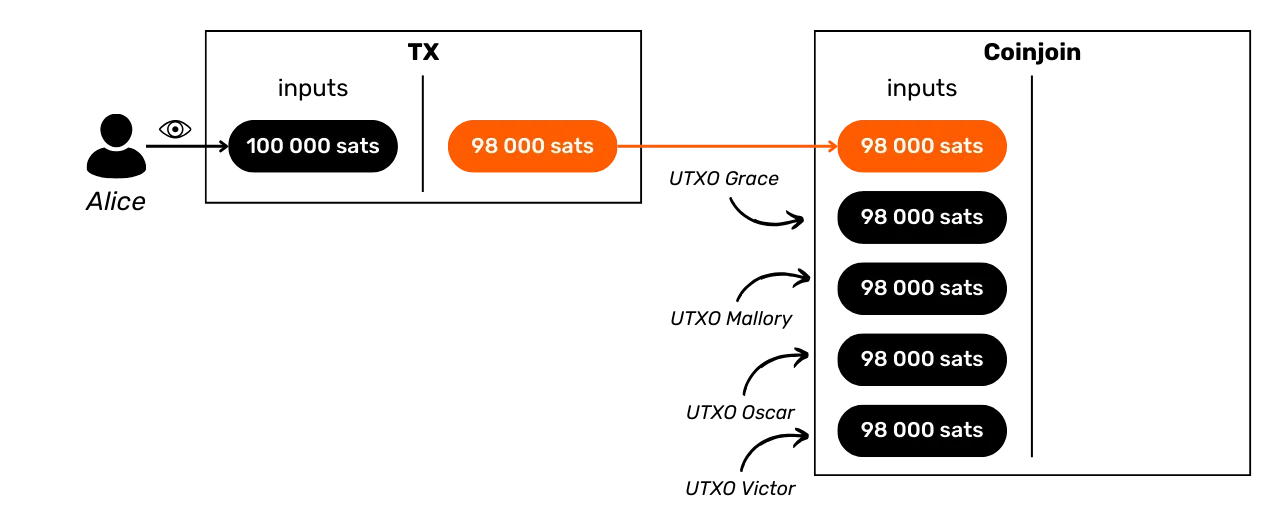 TX
inputs
100 000 sats
98 000 sats
Alice
Coinjoin
inputs
98 000 sats
UTXO Grace
98 000 sats
UTXO Mallory
98 000 sats
UTXO Oscar
98 000 sats
UTXO Victor
98 000 sats